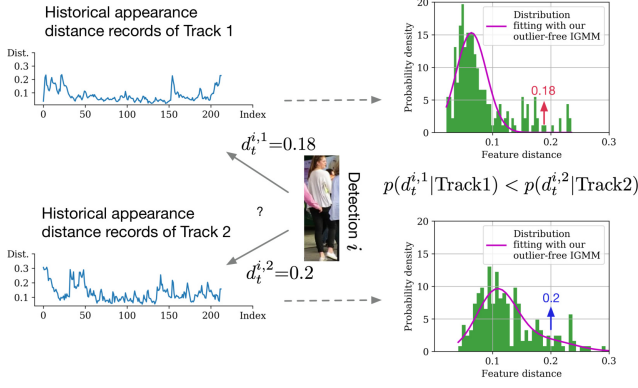 Historical appearance
distance records of Track 1
Dist.
0.3
0.2
0.1
0 50 100 150 200 Index
Probability density
20
15
10
5
0
Distribution
fitting with our
outlier-free IGMM
0.18
0.1 0.2 0.3
Feature distance
d_t^{i,1}=0.18
?
Detection i
p(d_t^{i,1}|Track1) < p(d_t^{i,2}|Track2)
Historical appearance
distance records of Track 2
Dist.
0.3
0.2
0.1
0 50 100 150 200 Index
d_t^{i,2}=0.2
Probability density
20
15
10
5
0
Distribution
fitting with our
outlier-free IGMM
0.2
0.1 0.2 0.3
Feature distance